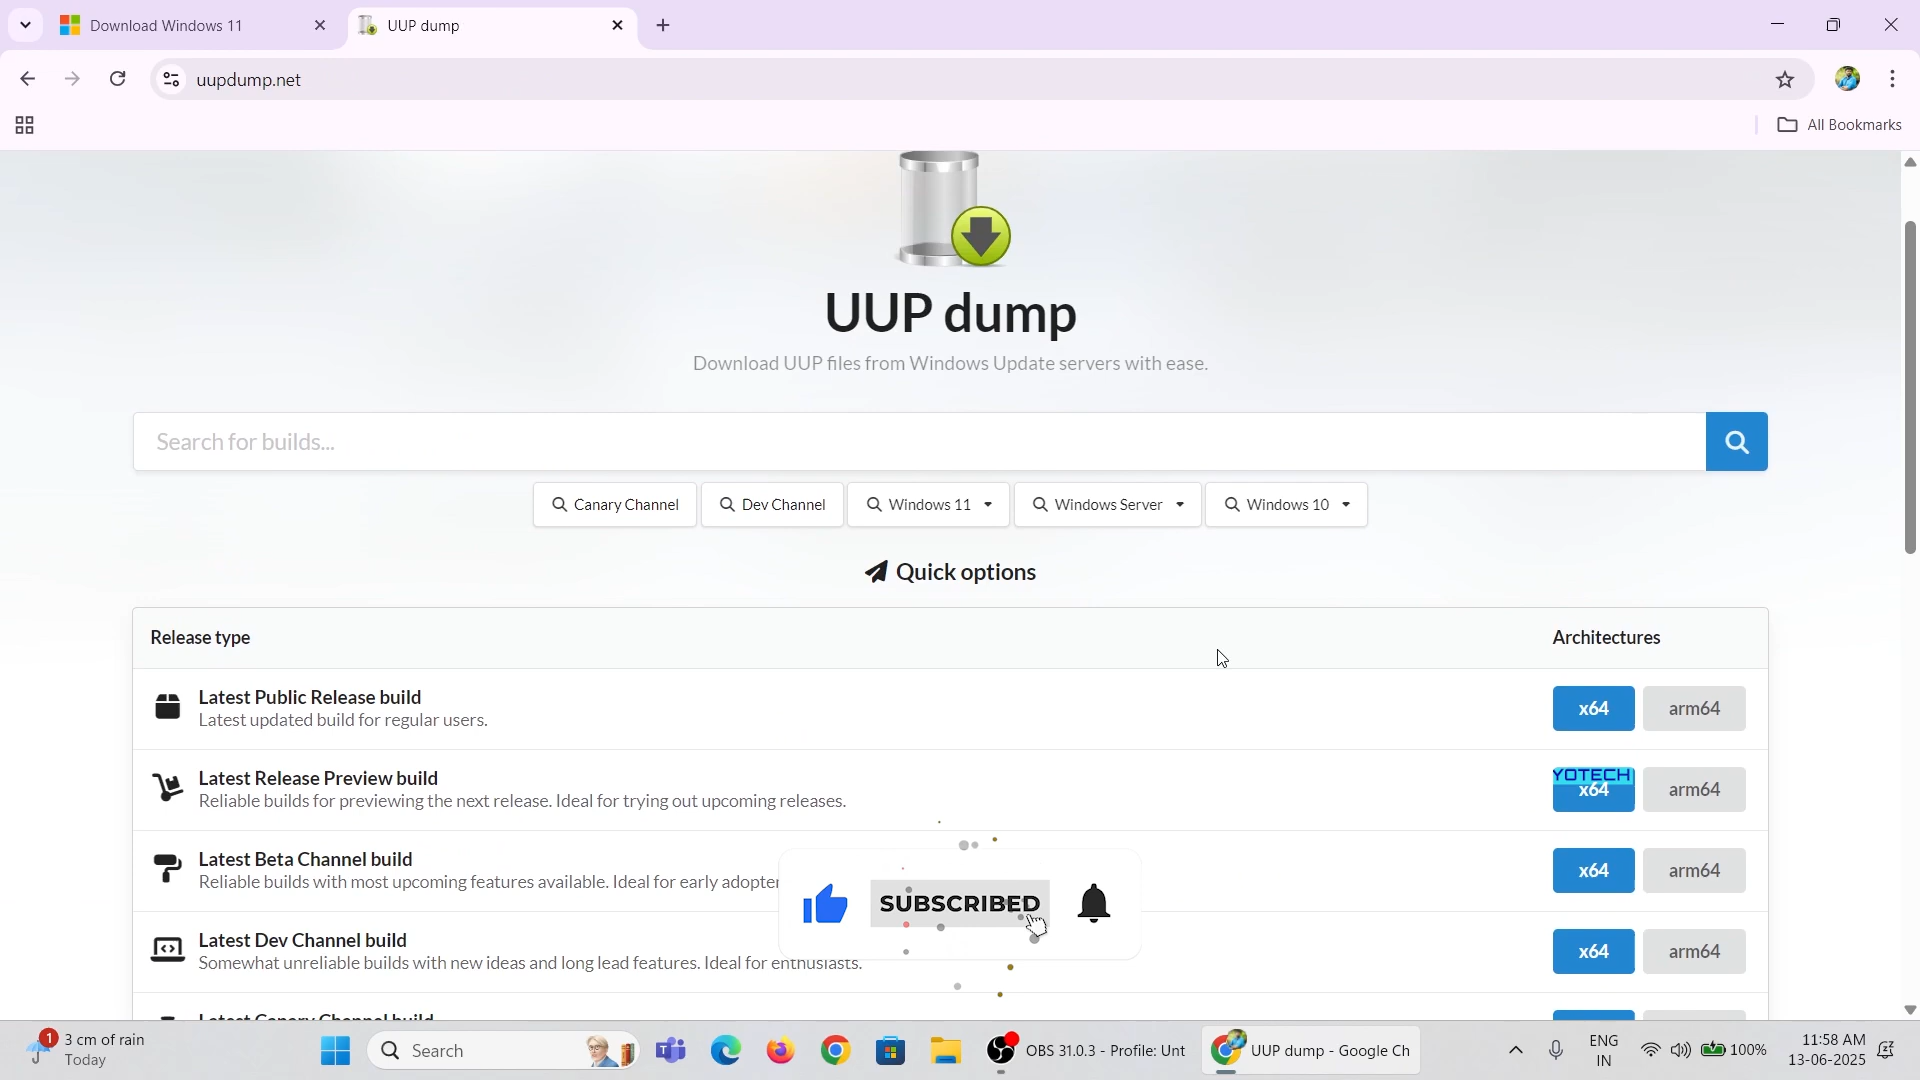 Download Windows 11
UUP dump
uupdump.net
All Bookmarks
UUP dump
Download UUP files from Windows Update servers with ease.
Search for builds...
Canary Channel
Dev Channel
Windows 11
Windows Server
Windows 10
Quick options
Release type
Architectures
Latest Public Release build
Latest updated build for regular users.
x64
arm64
Latest Release Preview build
Reliable builds for previewing the next release. Ideal for trying out upcoming releases.
YOTECH
x64
arm64
Latest Beta Channel build
Reliable builds with most upcoming features available. Ideal for early adopter
x64
arm64
SUBSCRIBED
Latest Dev Channel build
Somewhat unreliable builds with new ideas and long lead features. Ideal for enthusiasts.
x64
arm64
Latest Canary Channel build
1
3 cm of rain
Today
Search
OBS 31.0.3 - Profile: Unt
UUP dump - Google Ch
ENG
IN
100%
11:58 AM
13-06-2025